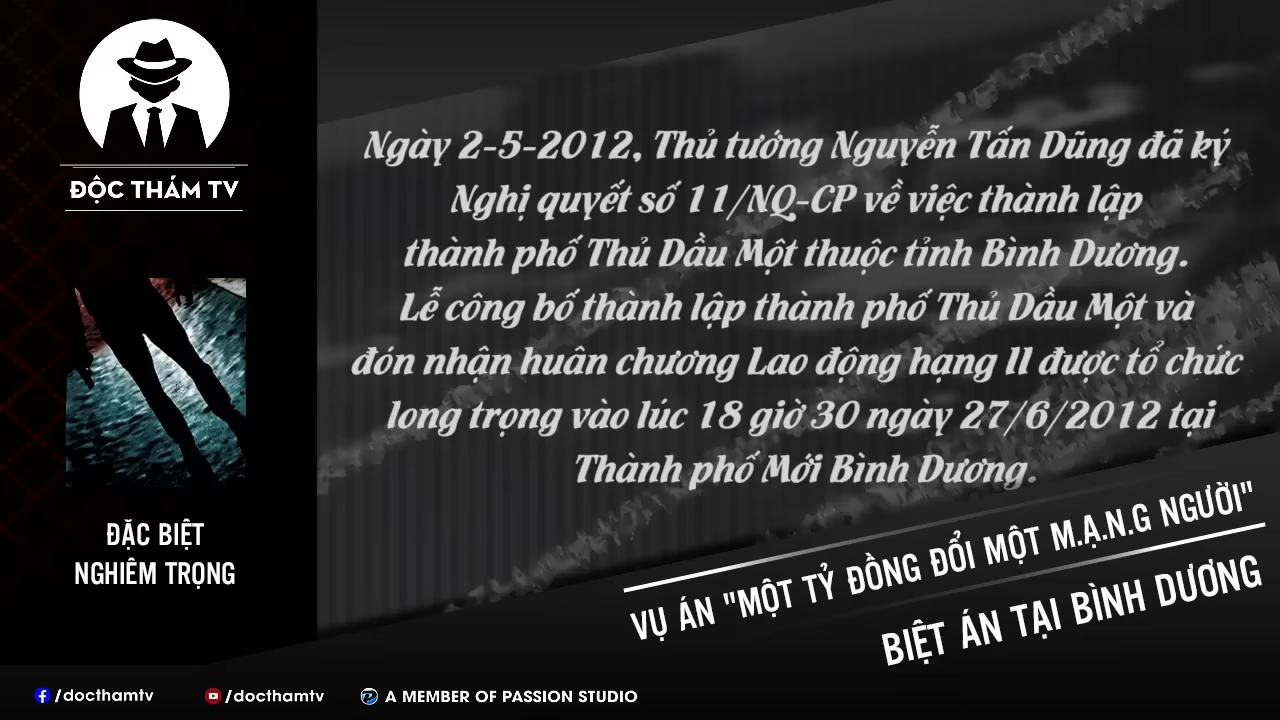 ĐỘC THÁM TV
ĐẶC BIỆT
NGHIÊM TRỌNG
Ngày 2-5-2012, Thủ tướng Nguyễn Tấn Dũng đã ký
Nghị quyết số 11/NQ-CP về việc thành lập
thành phố Thủ Dầu Một thuộc tỉnh Bình Dương.
Lễ công bố thành lập thành phố Thủ Dầu Một và
đón nhận huân chương Lao động hạng II được tổ chức
long trọng vào lúc 18 giờ 30 ngày 27/6/2012 tại
Thành phố Mới Bình Dương.
VỤ ÁN "MỘT TỶ ĐỒNG ĐỔI MỘT M.Ạ.N.G NGƯỜI"
BIỆT ÁN TẠI BÌNH DƯƠNG
/docthamtv
/docthamtv
A MEMBER OF PASSION STUDIO